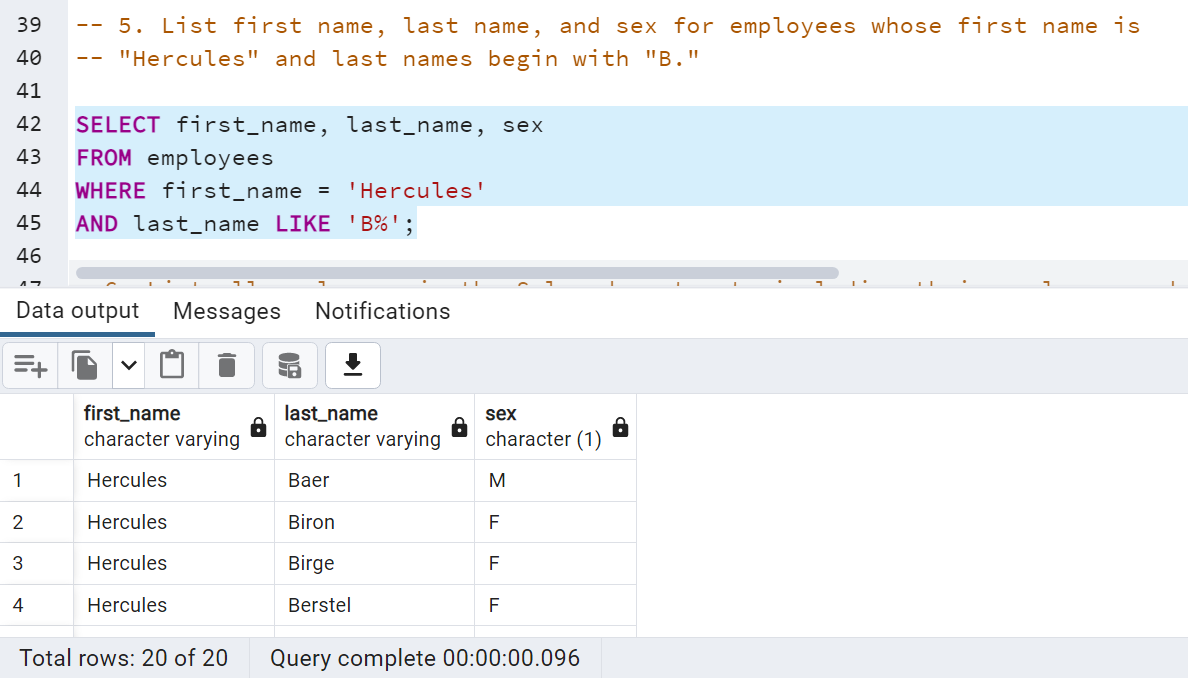 39 -- 5. List first name, last name, and sex for employees whose first name is
40 -- "Hercules" and last names begin with "B."
41
42 SELECT first_name, last_name, sex
43 FROM employees
44 WHERE first_name = 'Hercules'
45 AND last_name LIKE 'B%';
46
Data output Messages Notifications
first_name last_name sex
character varying character varying character (1)
1 Hercules Baer M
2 Hercules Biron F
3 Hercules Birge F
4 Hercules Berstel F
Total rows: 20 of 20 Query complete 00:00:00.096